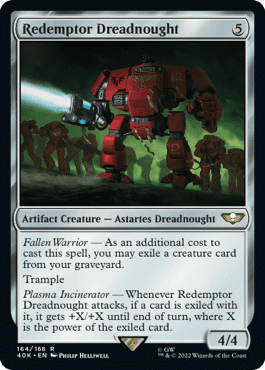 Redemptor Dreadnought 5
Artifact Creature — Astartes Dreadnought
Fallen Warrior — As an additional cost to
cast this spell, you may exile a creature
card from your graveyard.
Trample
Plasma Incinerator — Whenever Redemptor
Dreadnought attacks, if a card is exiled with
it, it gets +X/+X until end of turn, where X
is the power of the exiled card.
4/4
164/168 R
40K • EN PHILIP HELLIWELL
© GW
™ & © 2022 Wizards of the Coast